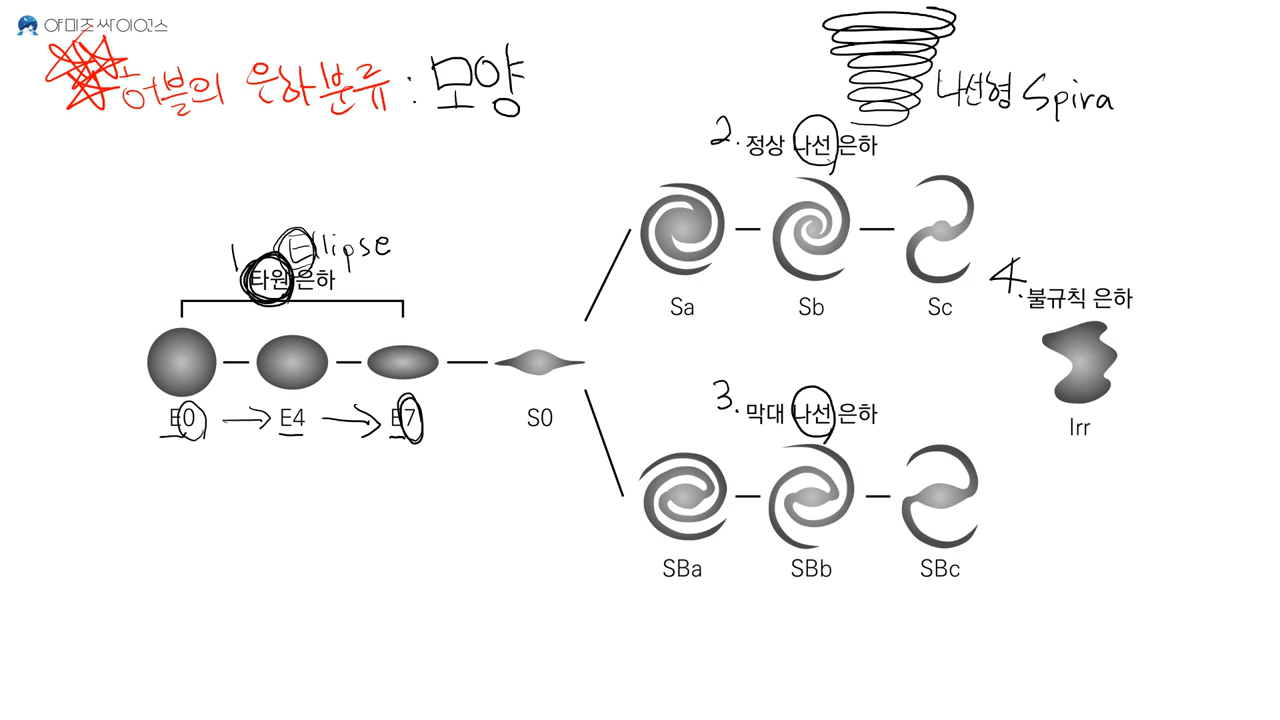 야미즈 싸이언스
허블의 은하분류 : 모양
나선형 Spira
2. 정상 나선 은하
Sa
Sb
Sc
1 Ellipse
타원 은하
E0
E4
E7
S0
4. 불규칙 은하
Irr
3. 막대 나선 은하
SBa
SBb
SBc